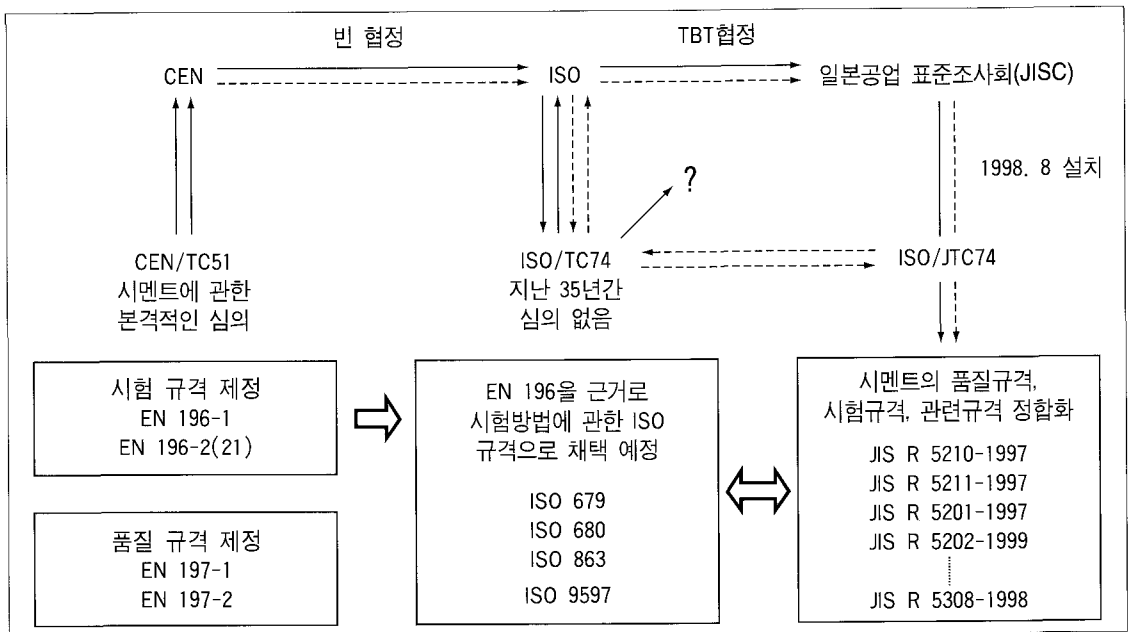 빈 협정
TBT협정
CEN
ISO
일본공업 표준조사회(JISC)
1998. 8 설치
?
CEN/TC51
시멘트에 관한
본격적인 심의
ISO/TC74
지난 35년간
심의 없음
ISO/JTC74
시험 규격 제정
EN 196-1
EN 196-2(21)
품질 규격 제정
EN 197-1
EN 197-2
EN 196을 근거로
시험방법에 관한 ISO
규격으로 채택 예정
ISO 679
ISO 680
ISO 863
ISO 9597
시멘트의 품질규격,
시험규격, 관련규격 정합화
JIS R 5210-1997
JIS R 5211-1997
JIS R 5201-1997
JIS R 5202-1999
JIS R 5308-1998